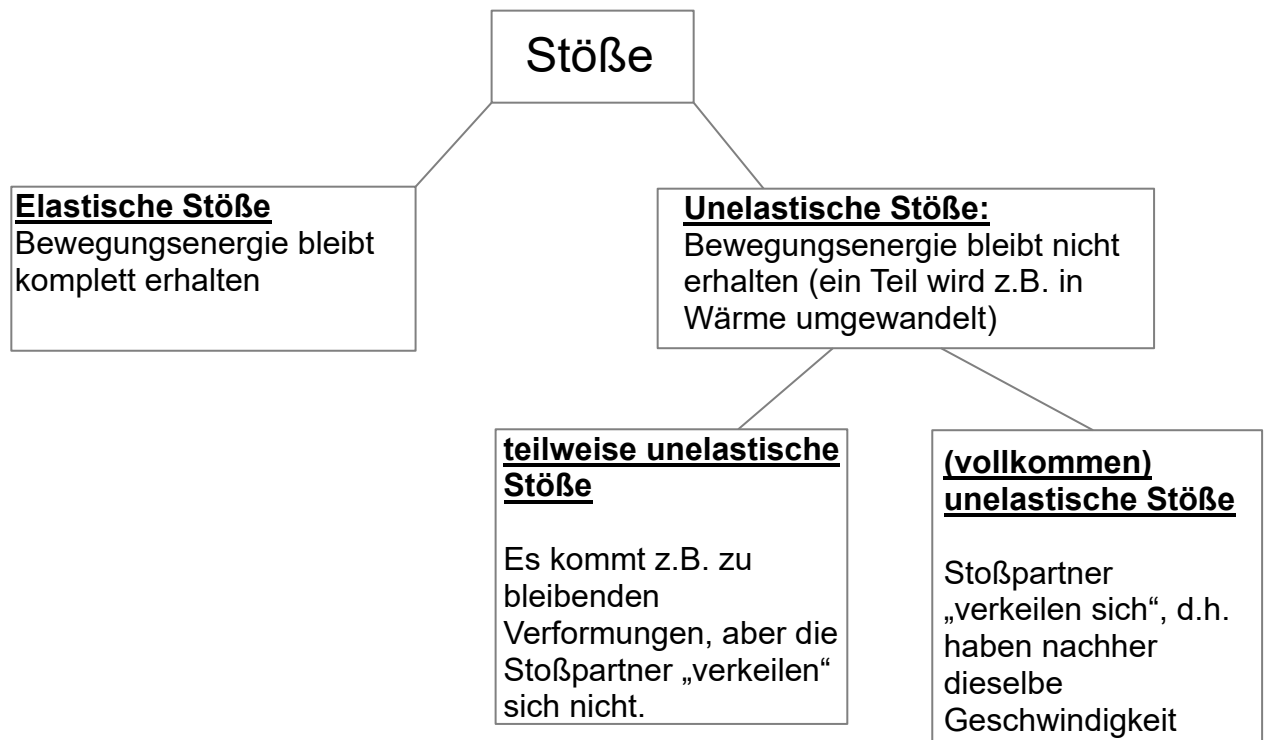 Stöße
Elastische Stöße
Bewegungsenergie bleibt
komplett erhalten
Unelastische Stöße:
Bewegungsenergie bleibt nicht
erhalten (ein Teil wird z.B. in
Wärme umgewandelt)
teilweise unelastische
Stöße
Es kommt z.B. zu
bleibenden
Verformungen, aber die
Stoßpartner „verkeilen“
sich nicht.
(vollkommen)
unelastische Stöße
Stoßpartner
„verkeilen sich“, d.h.
haben nachher
dieselbe
Geschwindigkeit